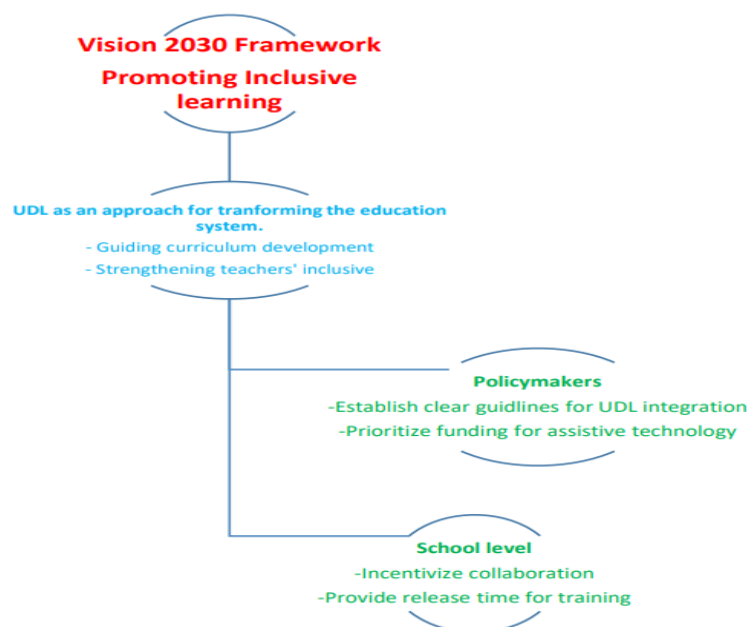 Vision 2030 Framework
Promoting Inclusive
learning
UDL as an approach for tranforming the education
system.
- Guiding curriculum development
- Strengthening teachers' inclusive
Policymakers
-Establish clear guidlines for UDL integration
-Prioritize funding for assistive technology
School level
-Incentivize collaboration
-Provide release time for training